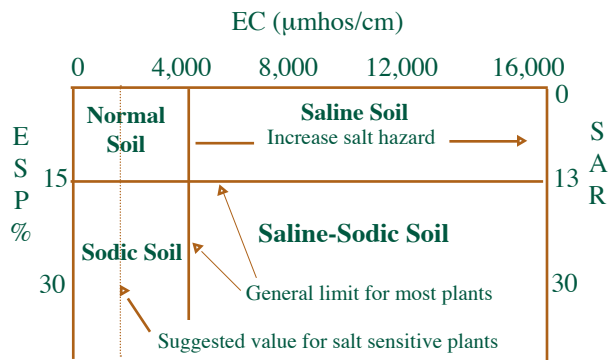 EC (μmhos/cm)
0 4,000 8,000 12,000 16,000
0
Normal
Soil
Saline Soil
Increase salt hazard
E
S
P
%
S
A
R
15
13
Saline-Sodic Soil
Sodic Soil
30
30
General limit for most plants
Suggested value for salt sensitive plants